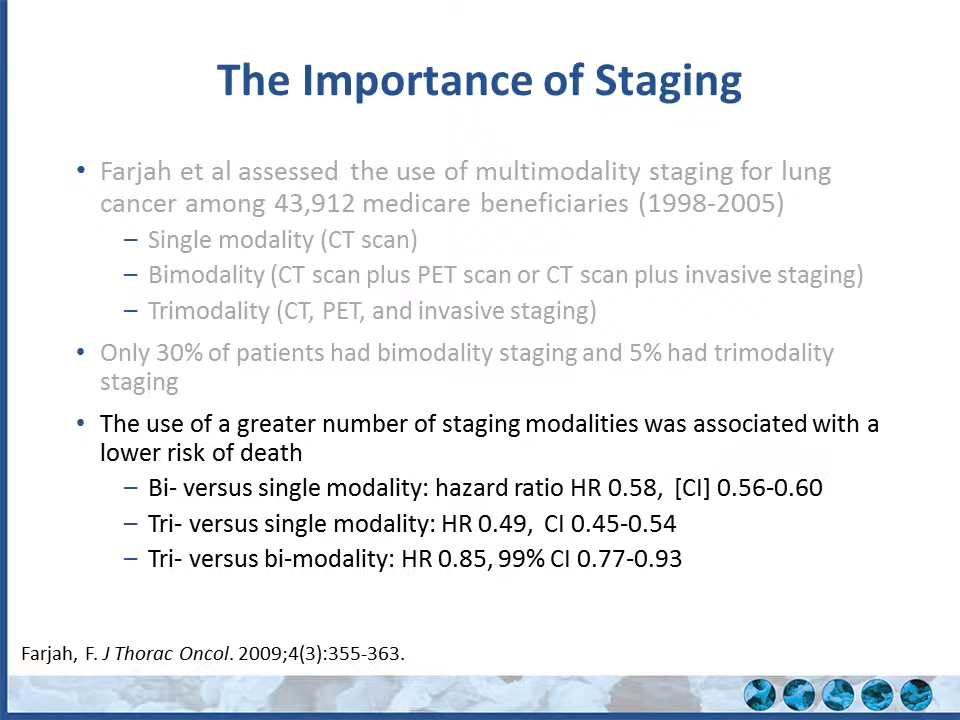 The Importance of Staging
• Farjah et al assessed the use of multimodality staging for lung
cancer among 43,912 medicare beneficiaries (1998-2005)
– Single modality (CT scan)
– Bimodality (CT scan plus PET scan or CT scan plus invasive staging)
– Trimodality (CT, PET, and invasive staging)
• Only 30% of patients had bimodality staging and 5% had trimodality
staging
• The use of a greater number of staging modalities was associated with a
lower risk of death
– Bi- versus single modality: hazard ratio HR 0.58, [CI] 0.56-0.60
– Tri- versus single modality: HR 0.49, CI 0.45-0.54
– Tri- versus bi-modality: HR 0.85, 99% CI 0.77-0.93
Farjah, F. J Thorac Oncol. 2009;4(3):355-363.